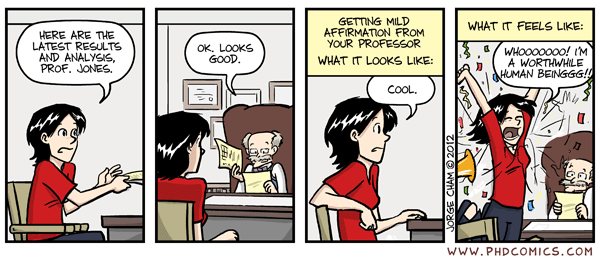 HERE ARE THE
LATEST RESULTS
AND ANALYSIS,
PROF. JONES.
OK. LOOKS
GOOD.
GETTING MILD
AFFIRMATION FROM
YOUR PROFESSOR
WHAT IT LOOKS LIKE:
COOL.
WHAT IT FEELS LIKE:
WHOOOOOOO! I'M
A WORTHWHILE
HUMAN BEINGGG!!
JORGE CHAM © 2012
WWW.PHDCOMICS.COM